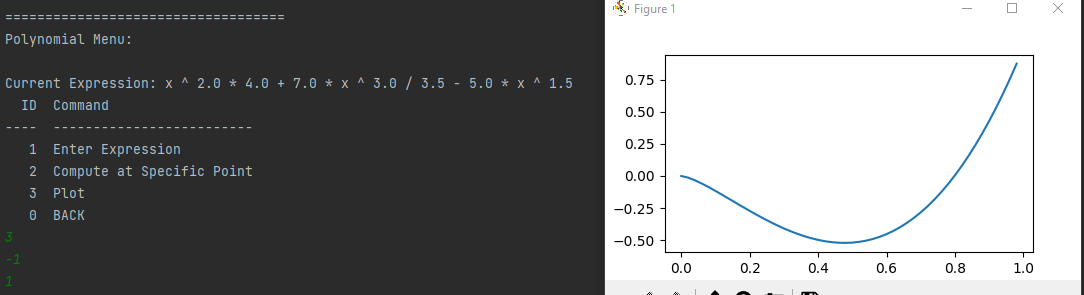 ===================================
Polynomial Menu:
Current Expression: x ^ 2.0 * 4.0 + 7.0 * x ^ 3.0 / 3.5 - 5.0 * x ^ 1.5
ID Command
---- -------------------------
1 Enter Expression
2 Compute at Specific Point
3 Plot
0 BACK
3
-1
1
Figure 1
0.75
0.50
0.25
0.00
−0.25
−0.50
0.0 0.2 0.4 0.6 0.8 1.0